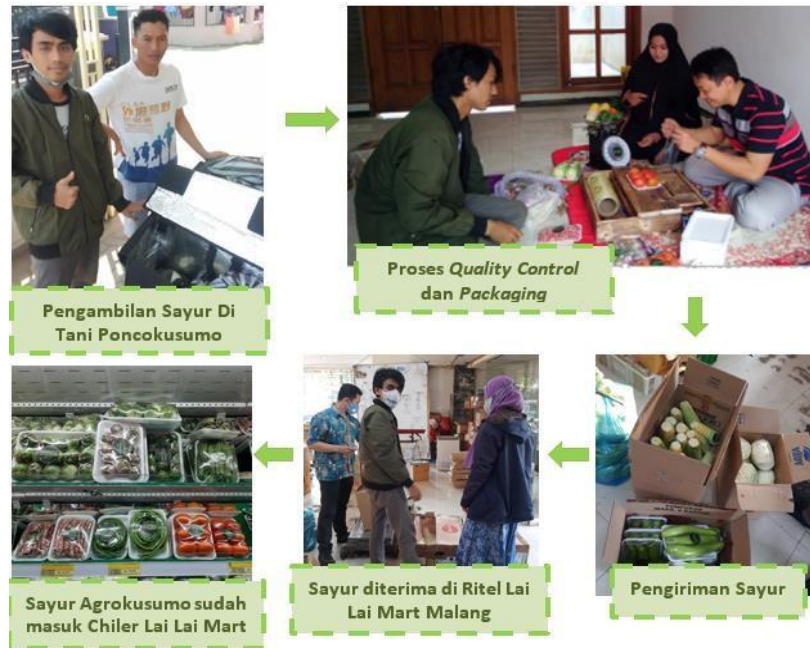 Pengambilan Sayur Di
Tani Poncokusumo
Proses Quality Control
dan Packaging
Pengiriman Sayur
Sayur diterima di Ritel Lai
Lai Mart Malang
Sayur Agrokusumo sudah
masuk Chiler Lai Lai Mart